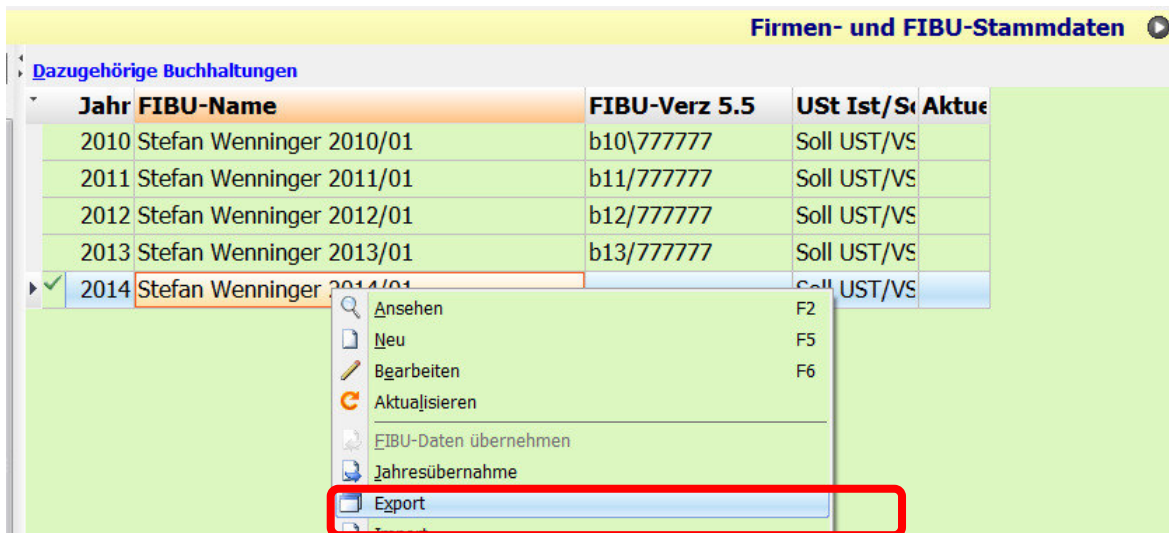 Firmen- und FIBU-Stammdaten
Dazugehörige Buchhaltungen
Jahr FIBU-Name FIBU-Verz 5.5 USt Ist/So Aktue
2010 Stefan Wenninger 2010/01 b10\777777 Soll UST/VS
2011 Stefan Wenninger 2011/01 b11/777777 Soll UST/VS
2012 Stefan Wenninger 2012/01 b12/777777 Soll UST/VS
2013 Stefan Wenninger 2013/01 b13/777777 Soll UST/VS
2014 Stefan Wenninger 2014/01 Soll UST/VS
Ansehen F2
Neu F5
Bearbeiten F6
Aktualisieren
FIBU-Daten übernehmen
Jahresübernahme
Export